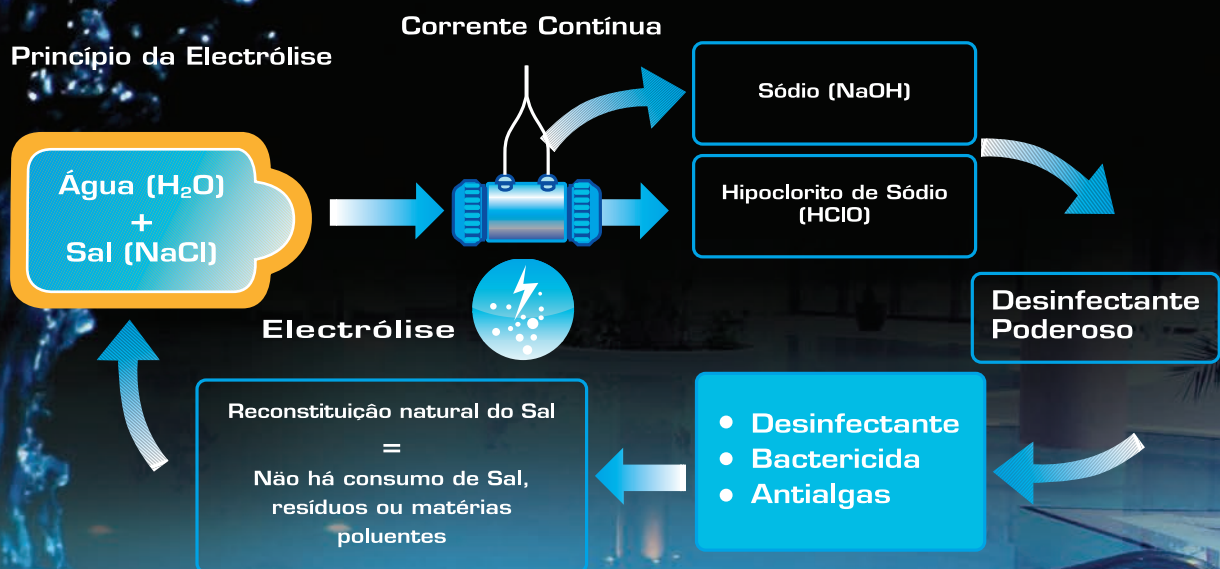 Princípio da Electrólise
Corrente Contínua
Água (H₂O)
+
Sal (NaCl)
Electrólise
Sódio (NaOH)
Hipoclorito de Sódio
(HClO)
Desinfectante
Poderoso
• Desinfectante
• Bactericida
• Antialgas
Reconstituiçâo natural do Sal
=
Não há consumo de Sal,
resíduos ou matérias
poluentes